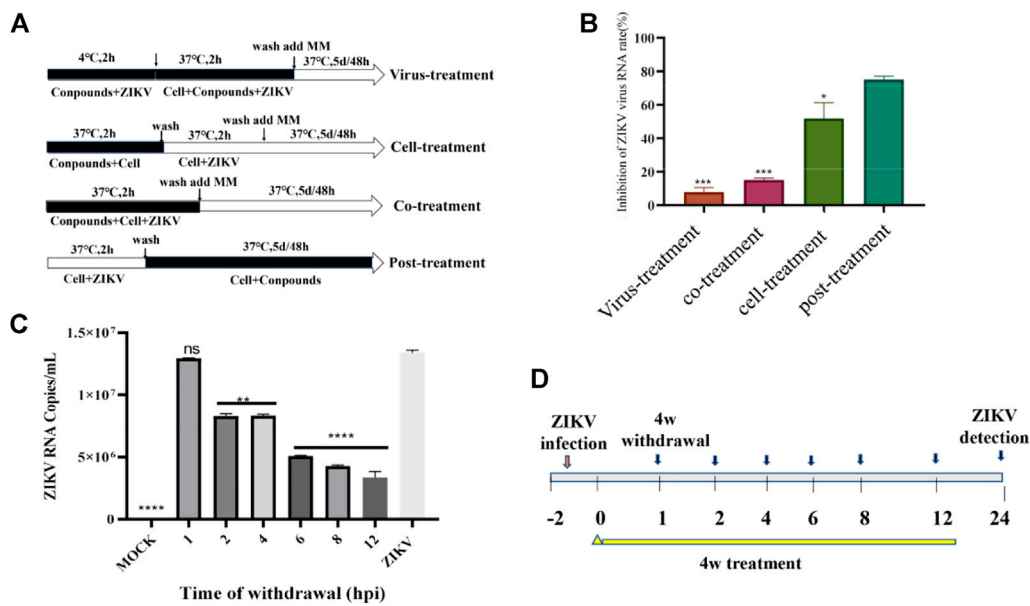 A
4°C,2h
37°C,2h
wash add MM
37°C,5d/48h
Virus-treatment
Conpounds+ZIKV
Cell+Compounds+ZIKV
37°C,2h
wash
37°C,2h
wash add MM
37°C,5d/48h
Cell-treatment
Conpounds+Cell
Cell+ZIKV
37°C,2h
wash add MM
37°C,5d/48h
Co-treatment
Conpounds+Cell+ZIKV
37°C,2h
wash
37°C,5d/48h
Post-treatment
Cell+ZIKV
Cell+Conpounds
B
Inhibition of ZIKV virus RNA rate(%)
100
80
60
40
20
0
***
***
*
Virus-treatment
co-treatment
cell-treatment
post-treatment
C
ZIKV RNA Copies/mL
1.5×10⁷
1×10⁷
5×10⁶
0
****
ns
**
****
MOCK
1
2
4
6
8
12
ZIKV
Time of withdrawal (hpi)
D
ZIKV
infection
4w
withdrawal
ZIKV
detection
-2
0
1
2
4
6
8
12
24
4w treatment